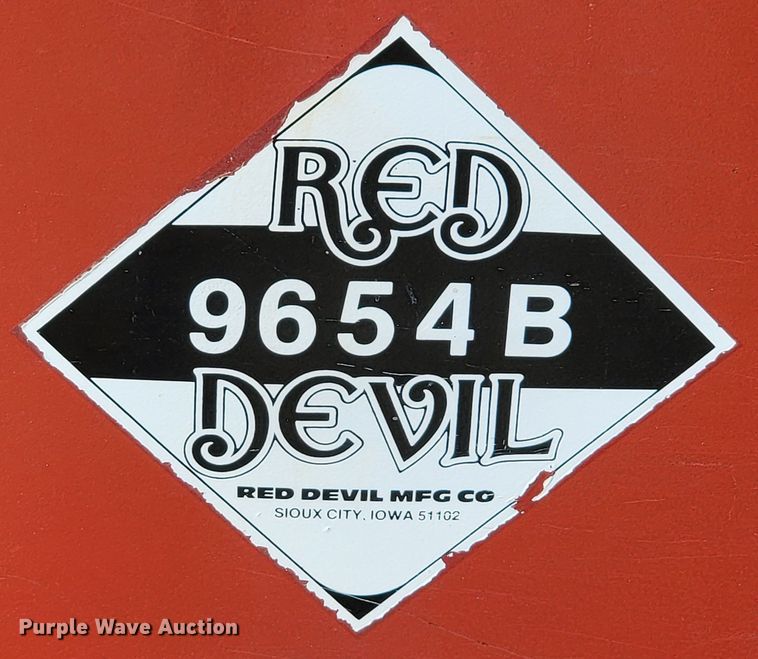 RED
9654B
DEVIL
RED DEVIL MFG CO
SIOUX CITY, IOWA 51102
Purple Wave Auction